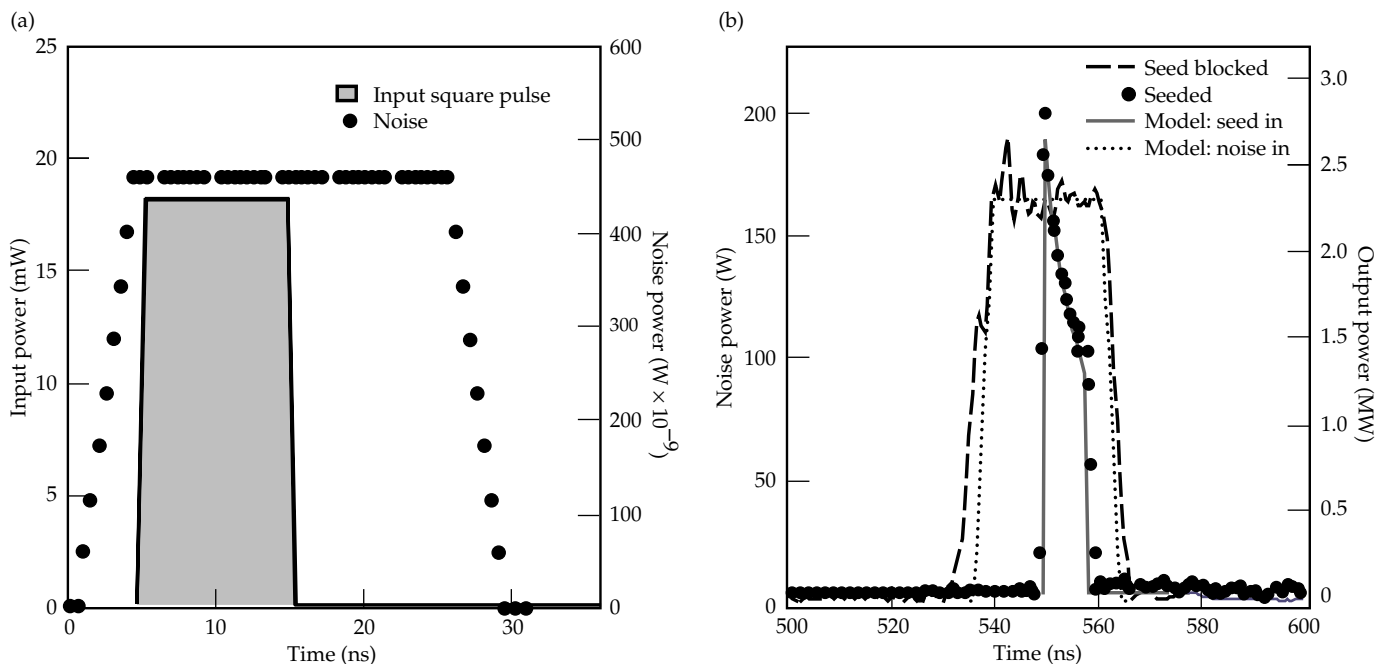 (a)
600
25
Input square pulse
Noise
500
20
400
15
Input power (mW)
Noise power (W × 10⁻⁹)
300
10
200
5
100
0
0
0
10
20
30
Time (ns)
(b)
Seed blocked
Seeded
Model: seed in
Model: noise in
3.0
200
2.5
150
2.0
Noise power (W)
Output power (MW)
1.5
100
1.0
50
0.5
0
0
500
520
540
560
580
600
Time (ns)